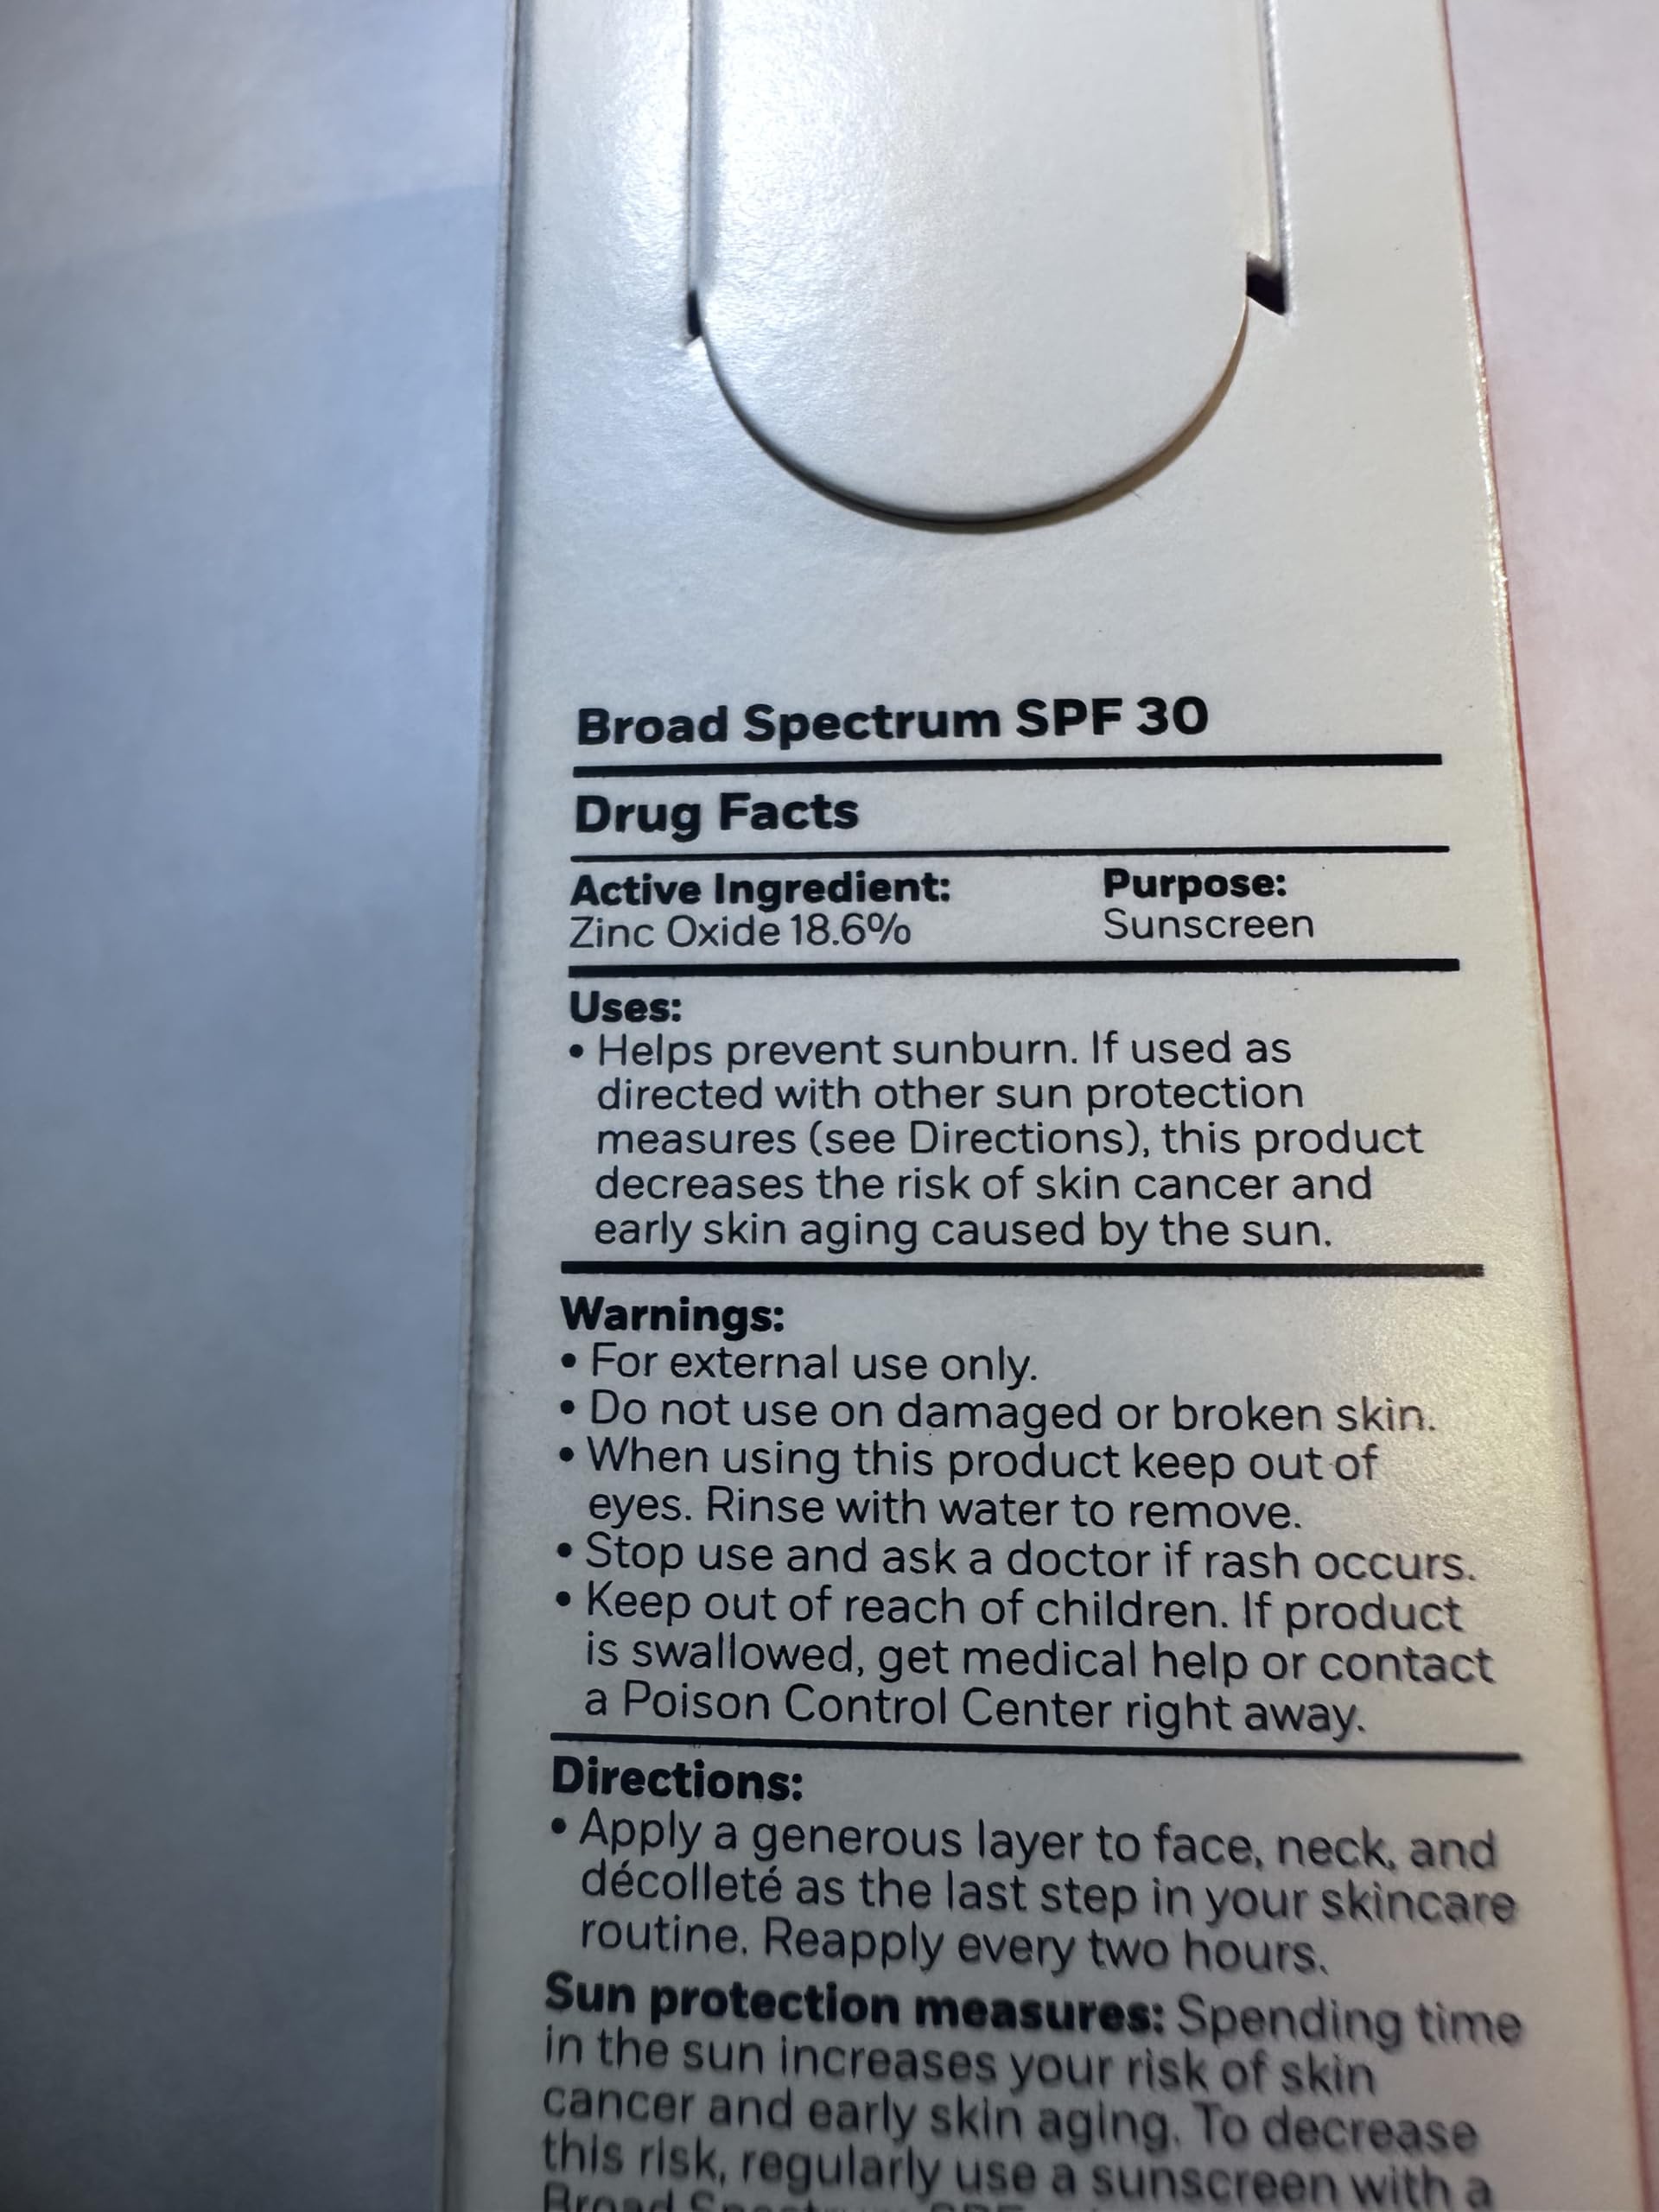 Broad Spectrum SPF 30
Drug Facts
Active Ingredient: Purpose:
Zinc Oxide 18.6% Sunscreen
Uses:
• Helps prevent sunburn. If used as
directed with other sun protection
measures (see Directions), this product
decreases the risk of skin cancer and
early skin aging caused by the sun.
Warnings:
• For external use only.
• Do not use on damaged or broken skin.
• When using this product keep out of
eyes. Rinse with water to remove.
• Stop use and ask a doctor if rash occurs.
• Keep out of reach of children. If product
is swallowed, get medical help or contact
a Poison Control Center right away.
Directions:
• Apply a generous layer to face, neck, and
décolleté as the last step in your skincare
routine. Reapply every two hours.
Sun protection measures: Spending time
in the sun increases your risk of skin
cancer and early skin aging. To decrease
this risk, regularly use a sunscreen with a
Broad Spectrum SPF